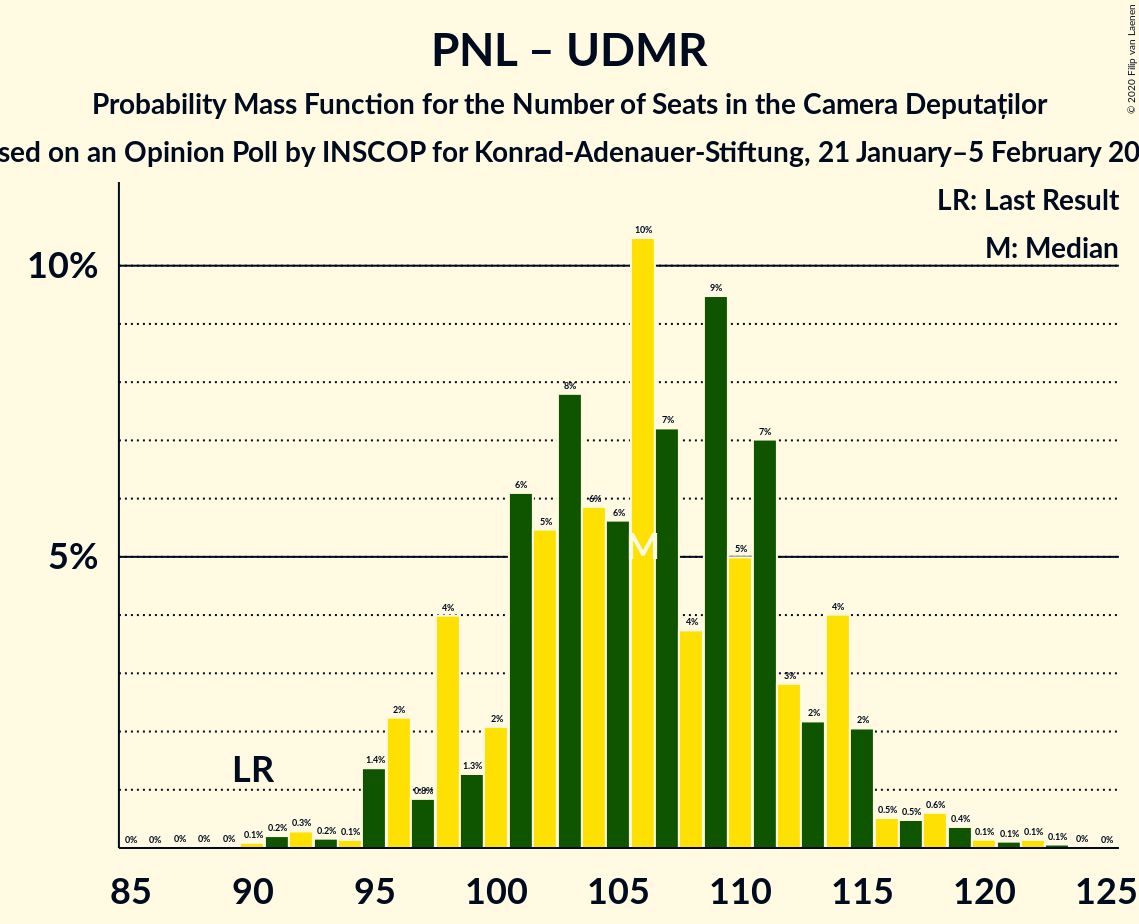 PNL – UDMR
Probability Mass Function for the Number of Seats in the Camera Deputaților
sed on an Opinion Poll by INSCOP for Konrad-Adenauer-Stiftung, 21 January–5 February 20
© 2020 Filip van Laenen
LR: Last Result
M: Median
10%
5%
0% 0% 0% 0% 0% 0.1% 0.2% 0.3% 0.2% 0.1% 1.4% 2% 0.8% 4% 1.3% 2% 6% 5% 8% 6% 6% 10% 7% 4% 9% 5% 7% 3% 2% 4% 2% 0.5% 0.5% 0.6% 0.4% 0.1% 0.1% 0.1% 0.1% 0% 0%
M
LR
85 90 95 100 105 110 115 120 125